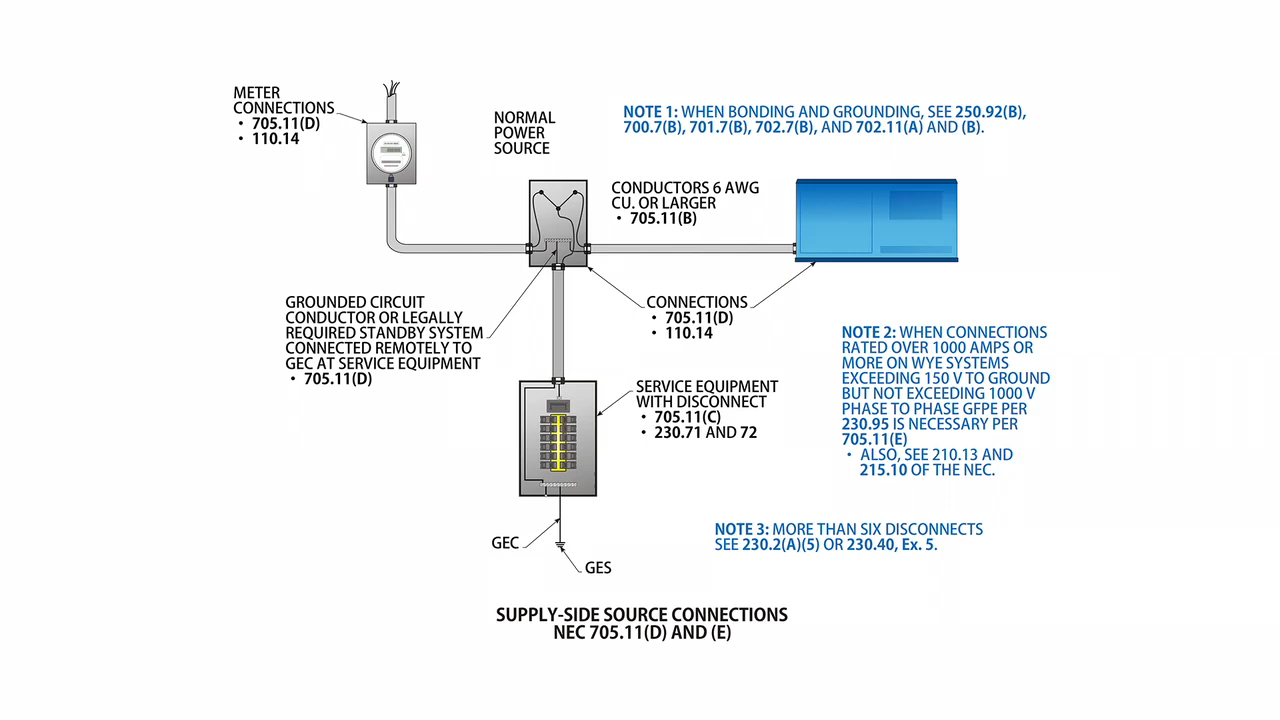 METER
CONNECTIONS
• 705.11(D)
• 110.14
NORMAL
POWER
SOURCE
NOTE 1: WHEN BONDING AND GROUNDING, SEE 250.92(B),
700.7(B), 701.7(B), 702.7(B), AND 702.11(A) AND (B).
CONDUCTORS 6 AWG
CU. OR LARGER
• 705.11(B)
GROUNDED CIRCUIT
CONDUCTOR OR LEGALLY
REQUIRED STANDBY SYSTEM
CONNECTED REMOTELY TO
GEC AT SERVICE EQUIPMENT
• 705.11(D)
CONNECTIONS
• 705.11(D)
• 110.14
NOTE 2: WHEN CONNECTIONS
RATED OVER 1000 AMPS OR
MORE ON WYE SYSTEMS
EXCEEDING 150 V TO GROUND
BUT NOT EXCEEDING 1000 V
PHASE TO PHASE GFPE PER
230.95 IS NECESSARY PER
705.11(E)
• ALSO, SEE 210.13 AND
215.10 OF THE NEC.
SERVICE EQUIPMENT
WITH DISCONNECT
• 705.11(C)
• 230.71 AND 72
NOTE 3: MORE THAN SIX DISCONNECTS
SEE 230.2(A)(5) OR 230.40, Ex. 5.
GEC
GES
SUPPLY-SIDE SOURCE CONNECTIONS
NEC 705.11(D) AND (E)